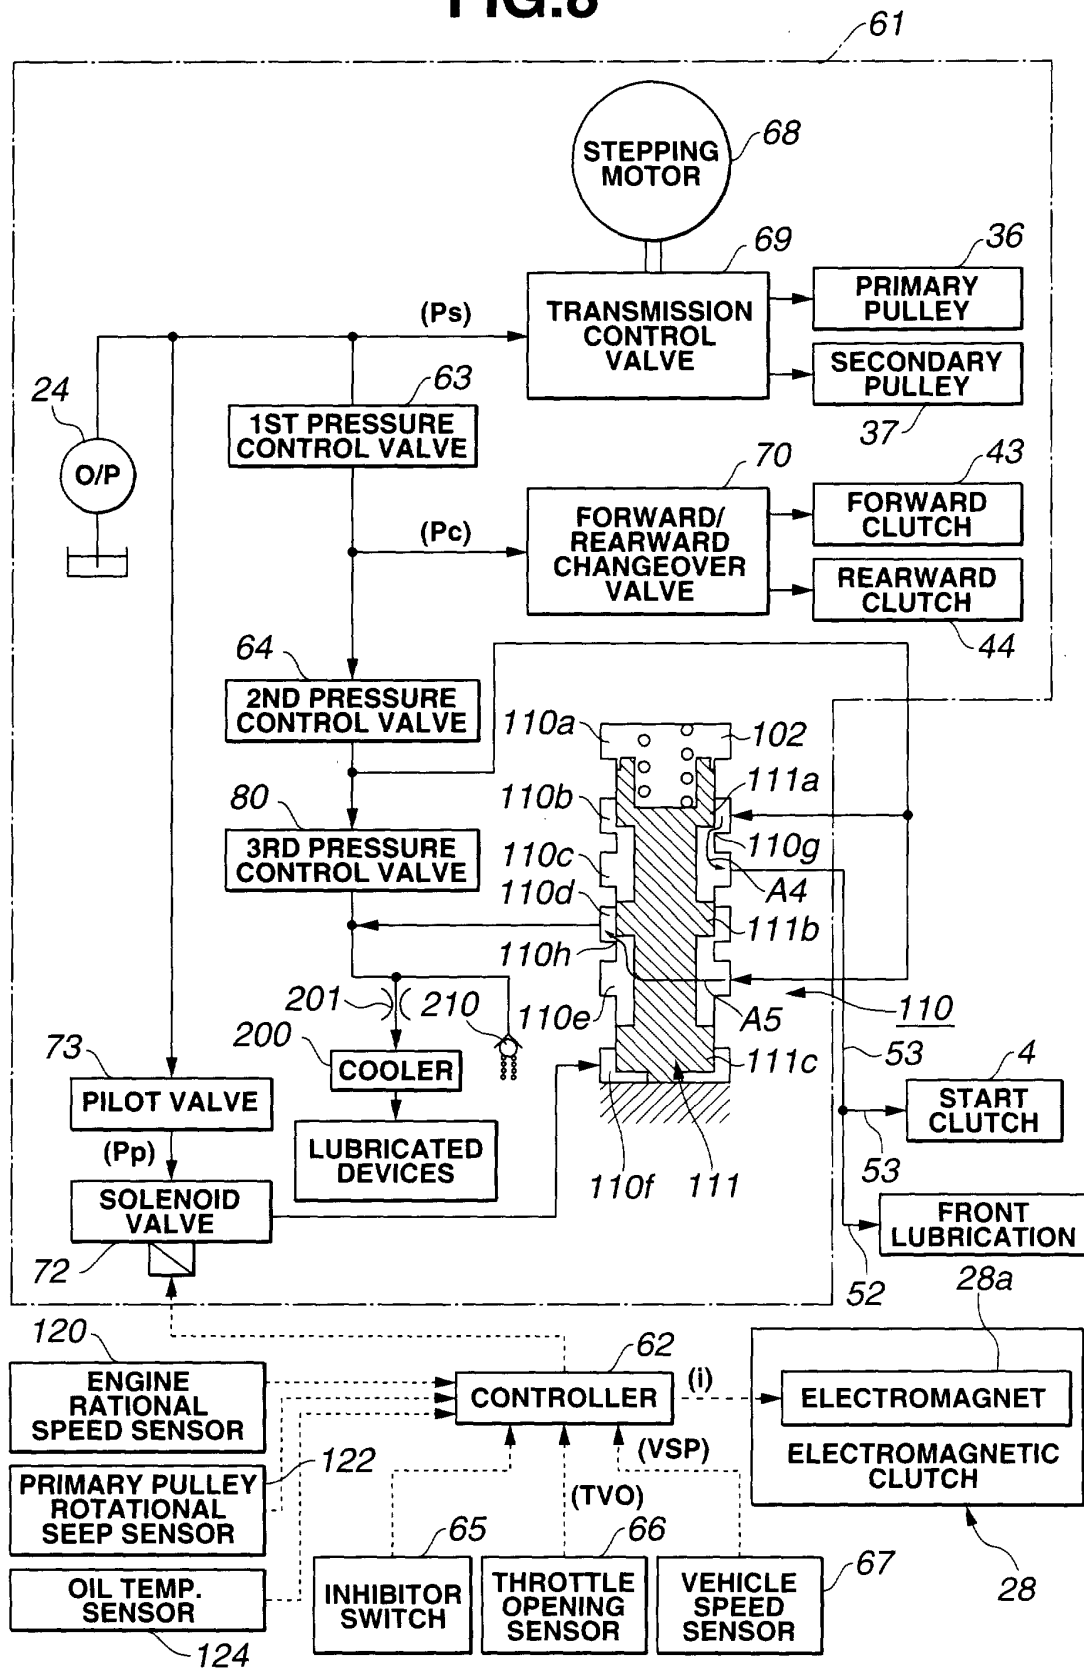 FIG.8
61
STEPPING
MOTOR
68
69
36
(Ps)
TRANSMISSION
CONTROL
VALVE
PRIMARY
PULLEY
SECONDARY
PULLEY
37
24
O/P
63
1ST PRESSURE
CONTROL VALVE
70
43
(Pc)
FORWARD/
REARWARD
CHANGEOVER
VALVE
FORWARD
CLUTCH
REARWARD
CLUTCH
44
64
2ND PRESSURE
CONTROL VALVE
110a
102
80
110b
111a
3RD PRESSURE
CONTROL VALVE
110c
110g
110d
A4
111b
110h
201
210
110e
A5
110
200
73
COOLER
111c
53
4
PILOT VALVE
START
CLUTCH
(Pp)
LUBRICATED
DEVICES
53
110f
111
SOLENOID
VALVE
FRONT
LUBRICATION
72
52
28a
120
62
ENGINE
RATIONAL
SPEED SENSOR
CONTROLLER
(i)
ELECTROMAGNET
ELECTROMAGNETIC
CLUTCH
122
(VSP)
PRIMARY PULLEY
ROTATIONAL
SEEP SENSOR
(TVO)
65
66
67
28
OIL TEMP.
SENSOR
INHIBITOR
SWITCH
THROTTLE
OPENING
SENSOR
VEHICLE
SPEED
SENSOR
124